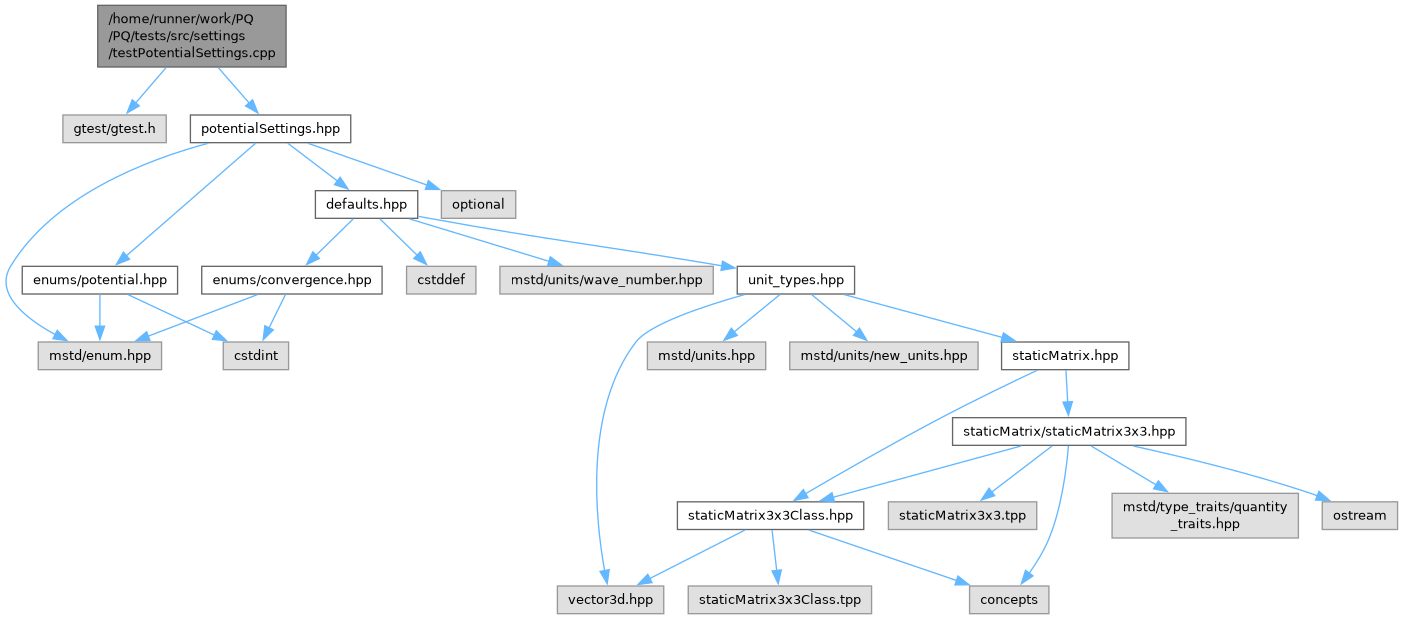 /home/runner/work/PQ
/PQ/tests/src/settings
/testPotentialSettings.cpp
gtest/gtest.h
potentialSettings.hpp
defaults.hpp
optional
enums/potential.hpp
enums/convergence.hpp
cstddef
mstd/units/wave_number.hpp
unit_types.hpp
mstd/enum.hpp
cstdint
mstd/units.hpp
mstd/units/new_units.hpp
staticMatrix.hpp
staticMatrix/staticMatrix3x3.hpp
staticMatrix3x3Class.hpp
staticMatrix3x3.tpp
mstd/type_traits/quantity
_traits.hpp
ostream
vector3d.hpp
staticMatrix3x3Class.tpp
concepts